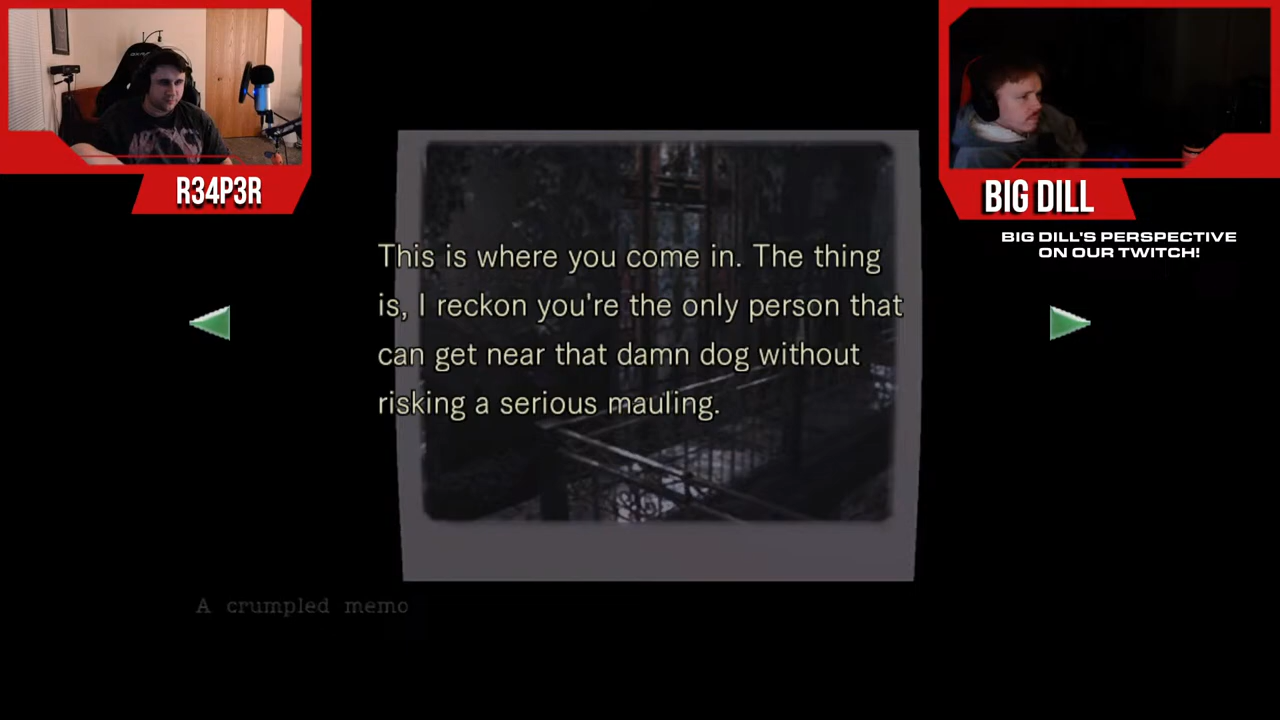 R34P3R
BIG DILL
BIG DILL'S PERSPECTIVE
ON OUR TWITCH!
This is where you come in. The thing
is, I reckon you're the only person that
can get near that damn dog without
risking a serious mauling.
A crumpled memo